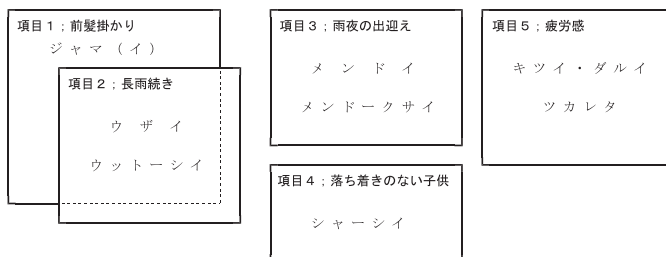 項目1；前髪掛かり
ジャマ（イ）
項目2；長雨続き
ウザイ
ウットーシイ
項目3；雨夜の出迎え
メンドイ
メンドークサイ
項目4；落ち着きのない子供
シャーシイ
項目5；疲労感
キツイ・ダルイ
ツカレタ